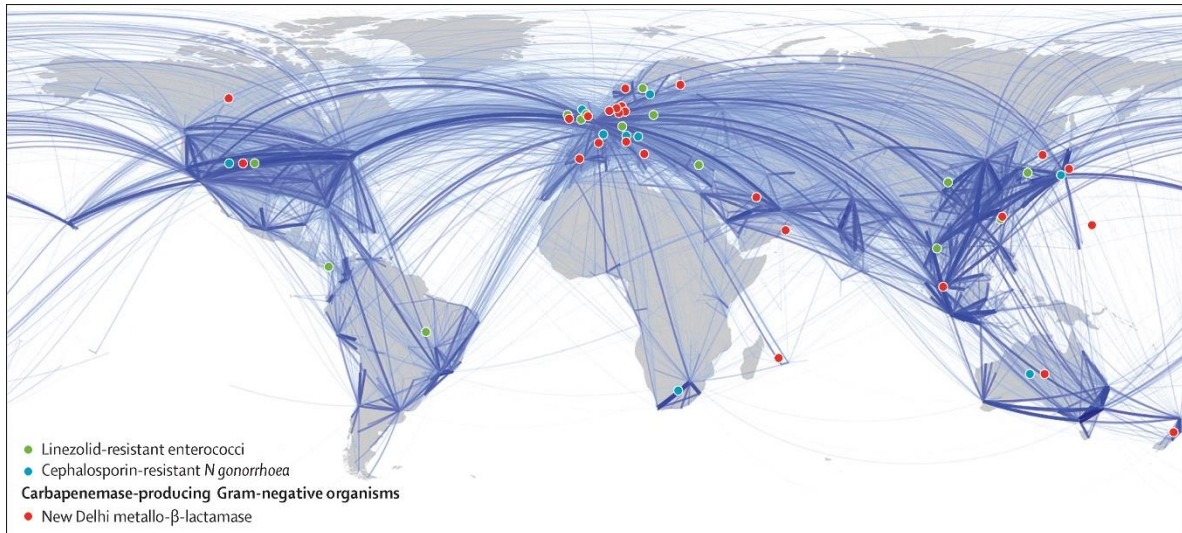 Linezolid-resistant enterococci
Cephalosporin-resistant N gonorrhoea
Carbapenemase-producing Gram-negative organisms
New Delhi metallo-β-lactamase